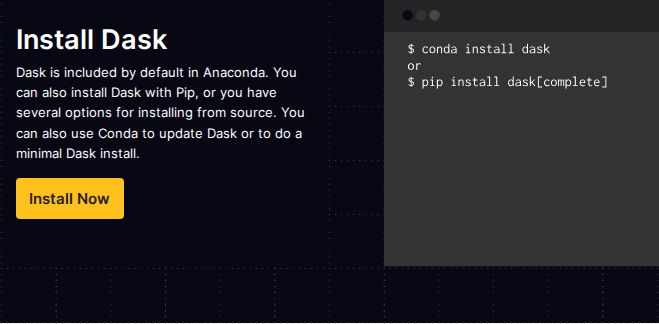 Install Dask
Dask is included by default in Anaconda. You
can also install Dask with Pip, or you have
several options for installing from source. You
can also use Conda to update Dask or to do a
minimal Dask install.
Install Now
$ conda install dask
or
$ pip install dask[complete]